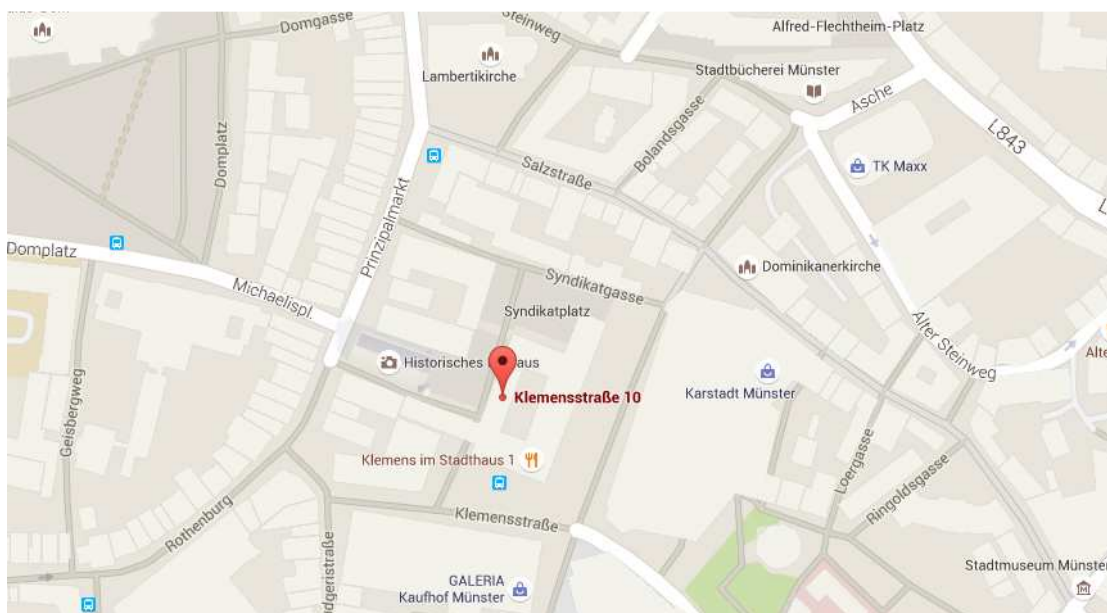 Domgasse
Steinweg
Alfred-Flechtheim-Platz
Lambertikirche
Stadtbücherei Münster
Asche
L843
Domplatz
Bolandsgasse
Salzstraße
TK Maxx
Prinzipalmarkt
Domplatz
Dominikanerkirche
Michaelispl.
Syndikatgasse
Syndikatplatz
Alter Steinweg
Historisches
aus
Alte
Klemensstraße 10
Karstadt Münster
Geisbergweg
Klemens im Stadthaus 1
Loergasse
Ringoldsgasse
Rothenburg
Klemensstraße
udgeristraße
Stadtmuseum Münster
GALERIA
Kaufhof Münster